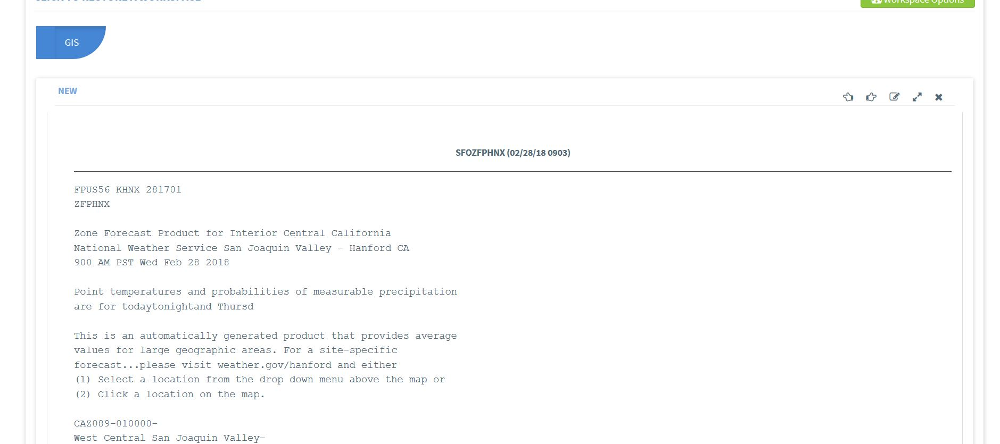 Workspace Options
GIS
NEW
SFOZFPHNX (02/28/18 0903)
FPUS56 KHNX 281701
ZFPHNX
Zone Forecast Product for Interior Central California
National Weather Service San Joaquin Valley - Hanford CA
900 AM PST Wed Feb 28 2018
Point temperatures and probabilities of measurable precipitation
are for todaytonightand Thursd
This is an automatically generated product that provides average
values for large geographic areas. For a site-specific
forecast...please visit weather.gov/hanford and either
(1) Select a location from the drop down menu above the map or
(2) Click a location on the map.
CAZ089-010000-
West Central San Joaquin Valley-